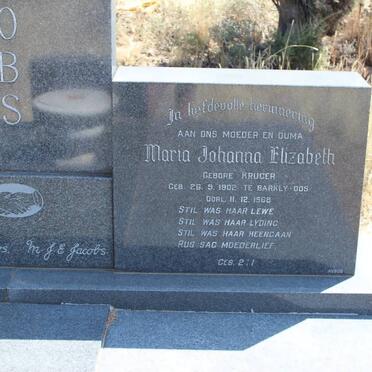 O
B
S
In liefdevolle herinnering
AAN ONS MOEDER EN OUMA
Maria Johanna Elizabeth
GEBORE KRUGER
GEB. 26. 9. 1902 TE BARKLY-OOS
OORL. 11. 12. 1968
STIL WAS HAAR LEWE
STIL WAS HAAR LYDING
STIL WAS HAAR HEENGAAN
RUS SAG MOEDERLIEF
GES. 2:1
M. J. E. Jacobs